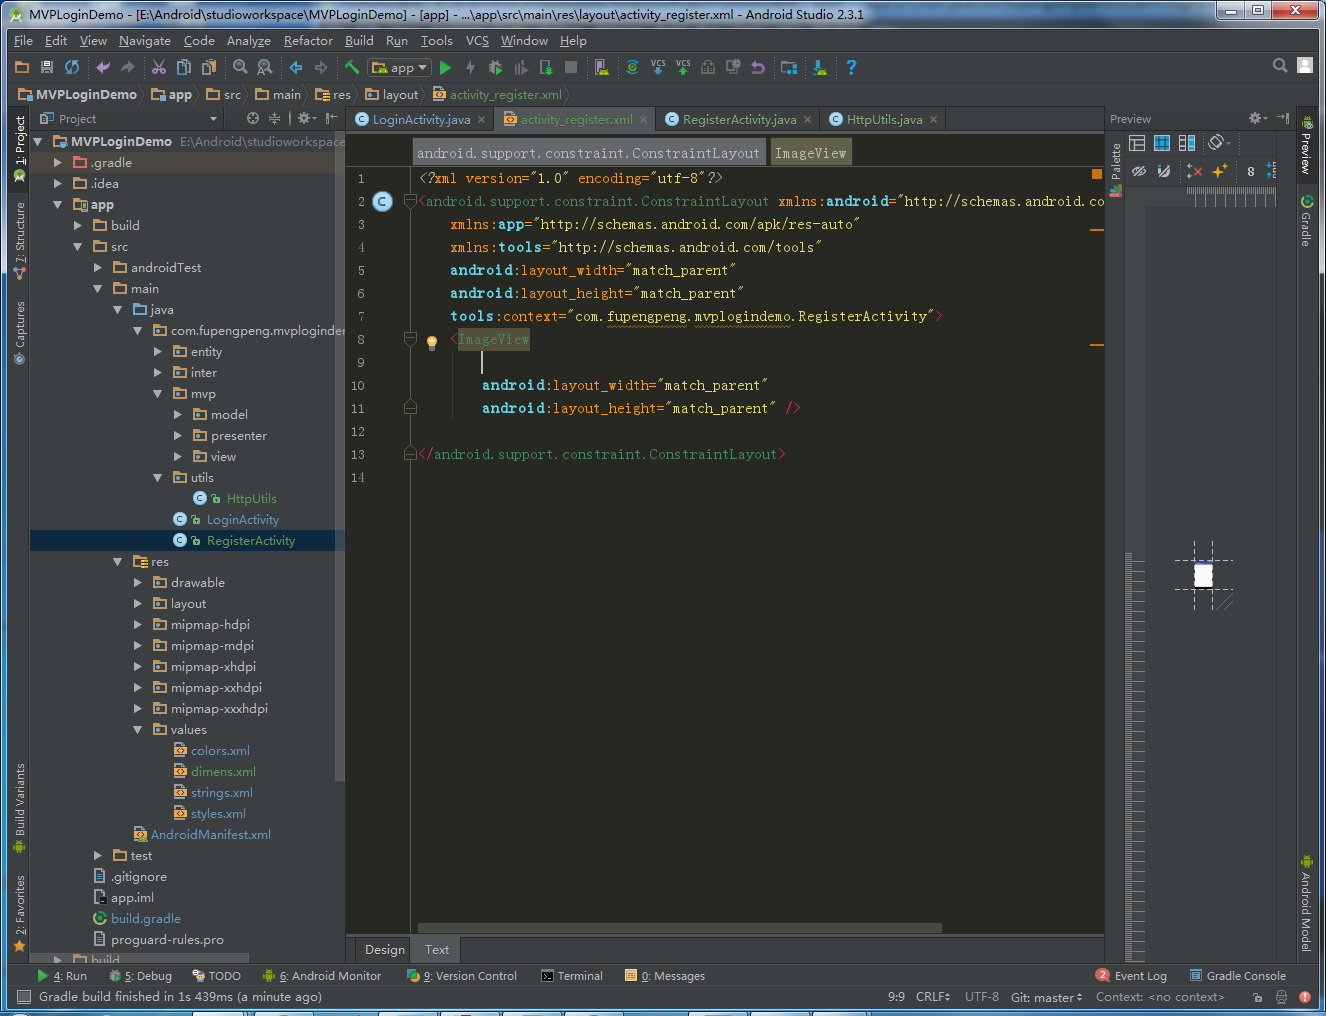 MVPLoginDemo - [E:\Android\studioworkspace\MVPLoginDemo] - [app] - ...\app\src\main\res\layout\activity_register.xml - Android Studio 2.3.1
File Edit View Navigate Code Analyze Refactor Build Run Tools VCS Window Help
app VCS VCS ?
MVPLoginDemo app src main res layout activity_register.xml
Project LoginActivity.java activity_register.xml RegisterActivity.java HttpUtils.java Preview
1: Project
7: Structure
Captures
Build Variants
2: Favorites
MVPLoginDemo E:\Android\studioworkspace
.gradle
.idea
app
build
src
androidTest
main
java
com.fupengpeng.mvploginder
entity
inter
mvp
model
presenter
view
utils
HttpUtils
LoginActivity
RegisterActivity
res
drawable
layout
mipmap-hdpi
mipmap-mdpi
mipmap-xhdpi
mipmap-xxhdpi
mipmap-xxxhdpi
values
colors.xml
dimens.xml
strings.xml
styles.xml
AndroidManifest.xml
test
.gitignore
app.iml
build.gradle
proguard-rules.pro
build
android.support.constraint.ConstraintLayout ImageView
1 <?xml version="1.0" encoding="utf-8"?>
2 <android.support.constraint.ConstraintLayout xmlns:android="http://schemas.android.co
3 xmlns:app="http://schemas.android.com/apk/res-auto"
4 xmlns:tools="http://schemas.android.com/tools"
5 android:layout_width="match_parent"
6 android:layout_height="match_parent"
7 tools:context="com.fupengpeng.mvplogindemo.RegisterActivity">
8 <ImageView
9
10 android:layout_width="match_parent"
11 android:layout_height="match_parent" />
12
13 </android.support.constraint.ConstraintLayout>
14
Design Text
Palette
8
Preview
Gradle
Android Model
4: Run 5: Debug TODO 6: Android Monitor 9: Version Control Terminal 0: Messages 2 Event Log Gradle Console
Gradle build finished in 1s 439ms (a minute ago) 9:9 CRLF UTF-8 Git: master Context: <no context>